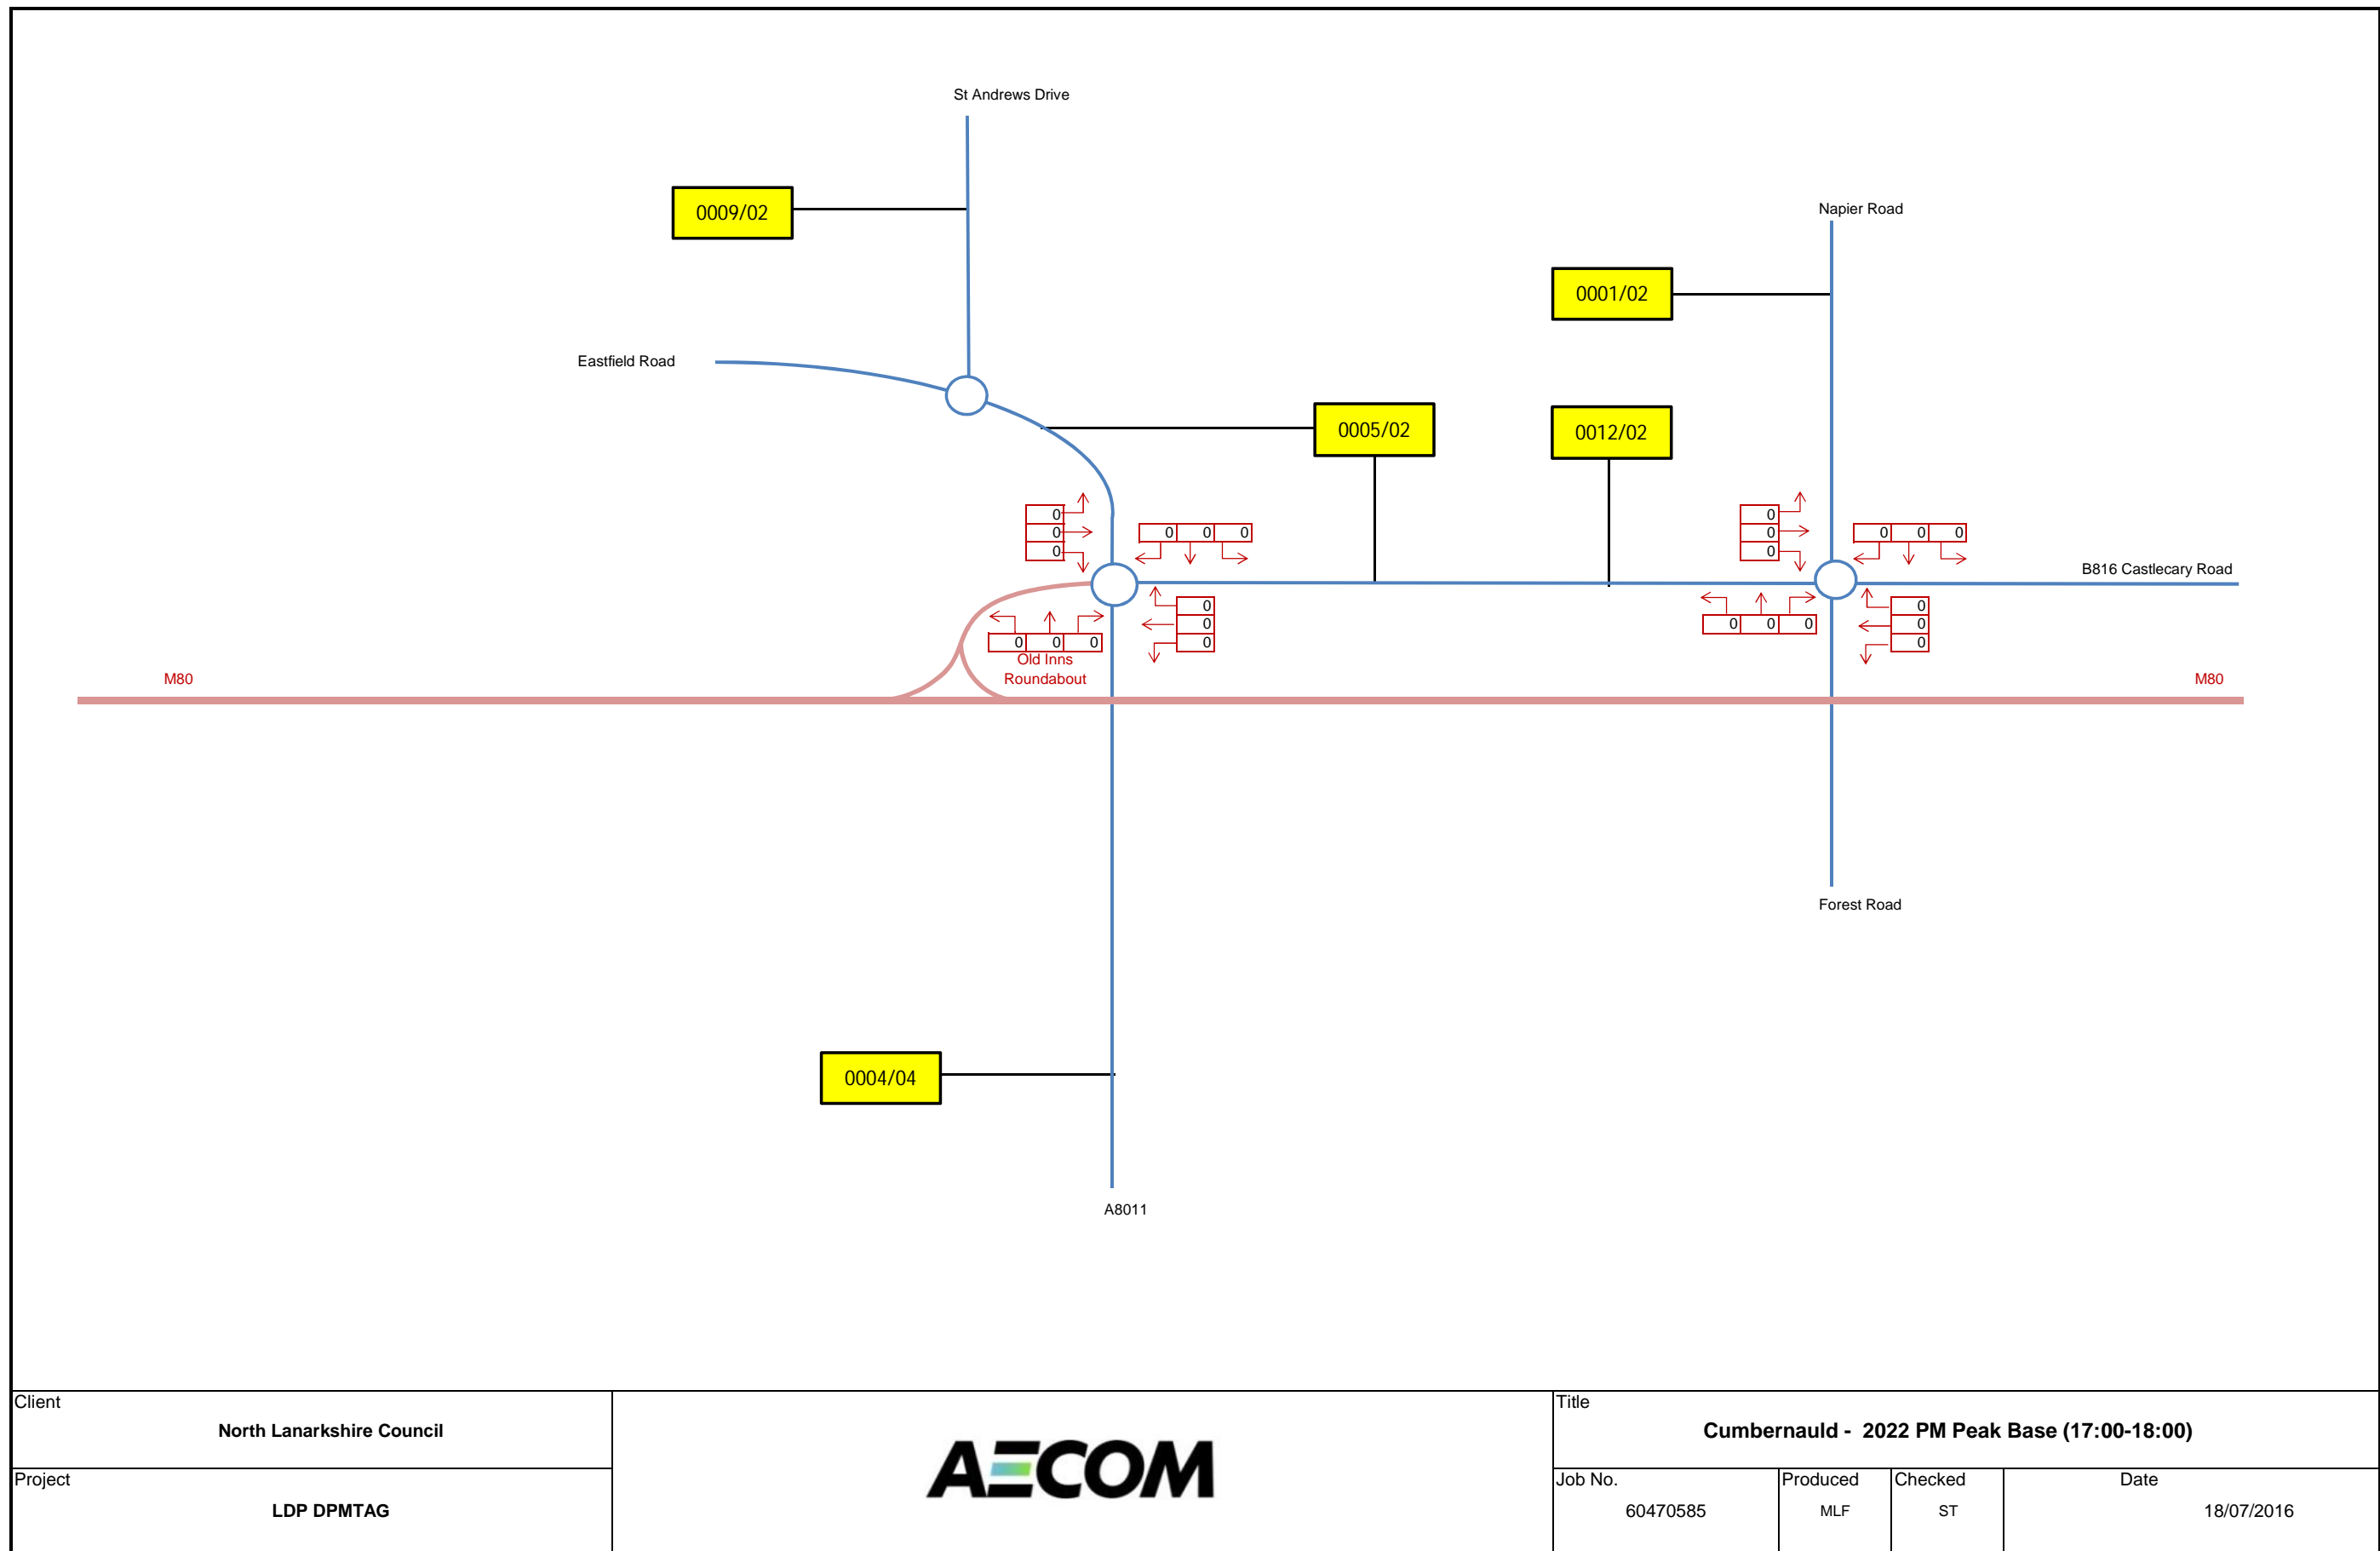 St Andrews Drive
0009/02
Napier Road
0001/02
Eastfield Road
0005/02
0012/02
0
0
0
0 0 0
0
0
0
0 0 0
B816 Castlecary Road
0
0
0
0 0 0
0
0
0
0 0 0
Old Inns
Roundabout
M80
M80
Forest Road
0004/04
A8011
Client
North Lanarkshire Council
Project
LDP DPMTAG
AECOM
Title
Cumbernauld - 2022 PM Peak Base (17:00-18:00)
Job No. Produced Checked Date
60470585 MLF ST 18/07/2016